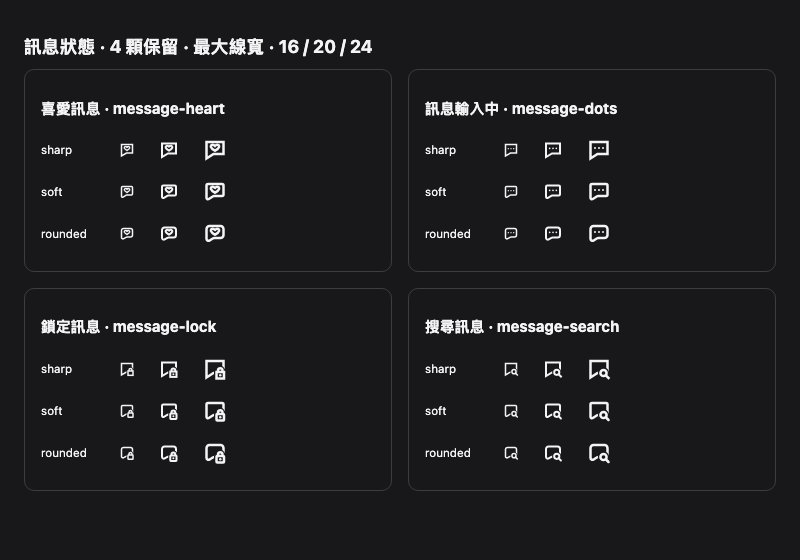 訊息狀態 · 4 顆保留 · 最大線寬 · 16 / 20 / 24
喜愛訊息 · message-heart
sharp
soft
rounded
訊息輸入中 · message-dots
sharp
soft
rounded
鎖定訊息 · message-lock
sharp
soft
rounded
搜尋訊息 · message-search
sharp
soft
rounded